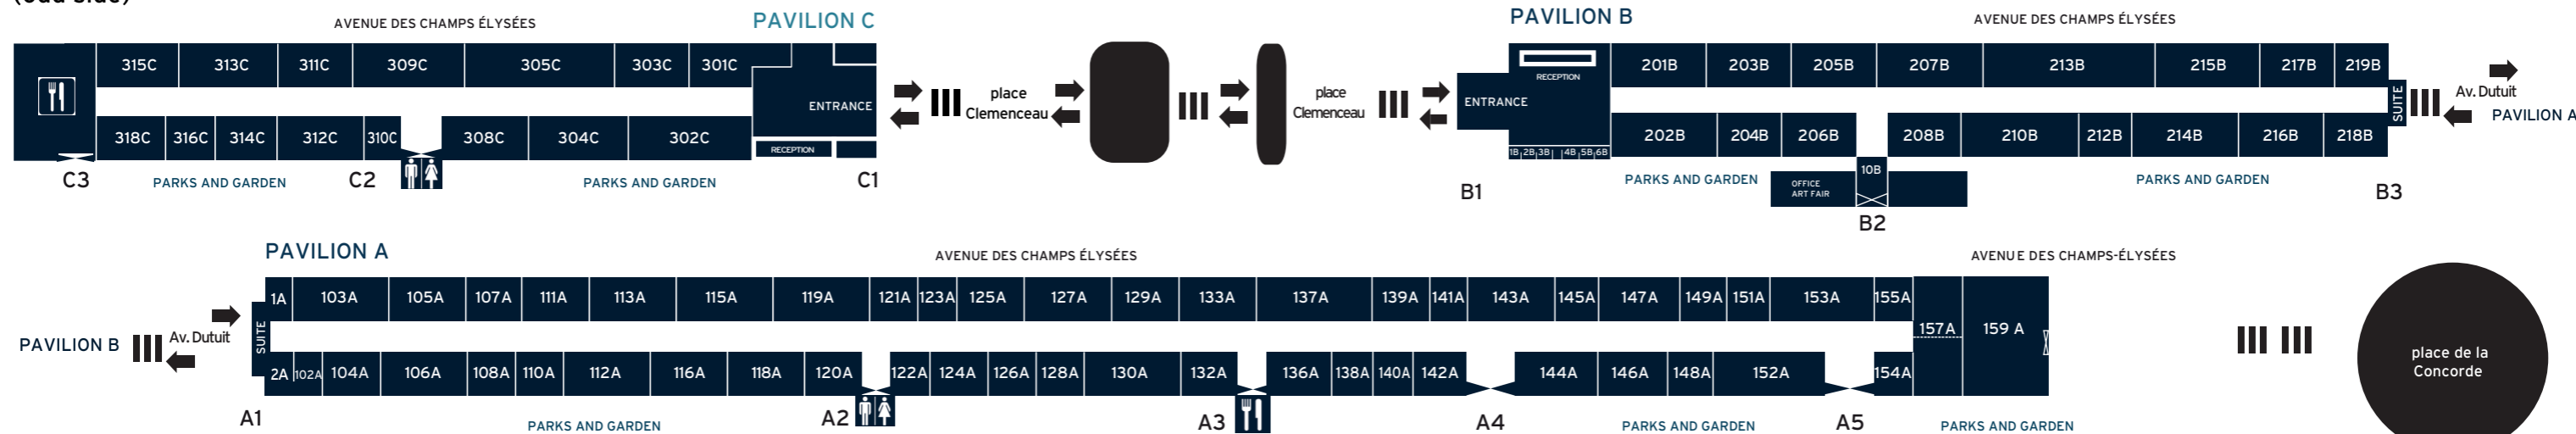 (odd side)
AVENUE DES CHAMPS ÉLYSÉES
PAVILION C
315C 313C 311C 309C 305C 303C 301C
ENTRANCE
318C 316C 314C 312C 310C 308C 304C 302C
RECEPTION
C3 PARKS AND GARDEN C2 PARKS AND GARDEN C1
place
Clemenceau
place
Clemenceau
PAVILION B
AVENUE DES CHAMPS ÉLYSÉES
RECEPTION
ENTRANCE
201B 203B 205B 207B 213B 215B 217B 219B
SUITE
Av. Dutuit
PAVILION A
202B 204B 206B 208B 210B 212B 214B 216B 218B
1B 2B 3B 4B 5B 6B
10B
OFFICE
ART FAIR
PARKS AND GARDEN PARKS AND GARDEN
B1 B2 B3
PAVILION A
AVENUE DES CHAMPS ÉLYSÉES
AVENUE DES CHAMPS-ÉLYSÉES
1A 103A 105A 107A 111A 113A 115A 119A 121A 123A 125A 127A 129A 133A 137A 139A 141A 143A 145A 147A 149A 151A 153A 155A
157A 159 A
PAVILION B
Av. Dutuit
SUITE
2A 102A 104A 106A 108A 110A 112A 116A 118A 120A 122A 124A 126A 128A 130A 132A 136A 138A 140A 142A 144A 146A 148A 152A 154A
place de la
Concorde
A1 PARKS AND GARDEN A2 A3 A4 PARKS AND GARDEN A5 PARKS AND GARDEN